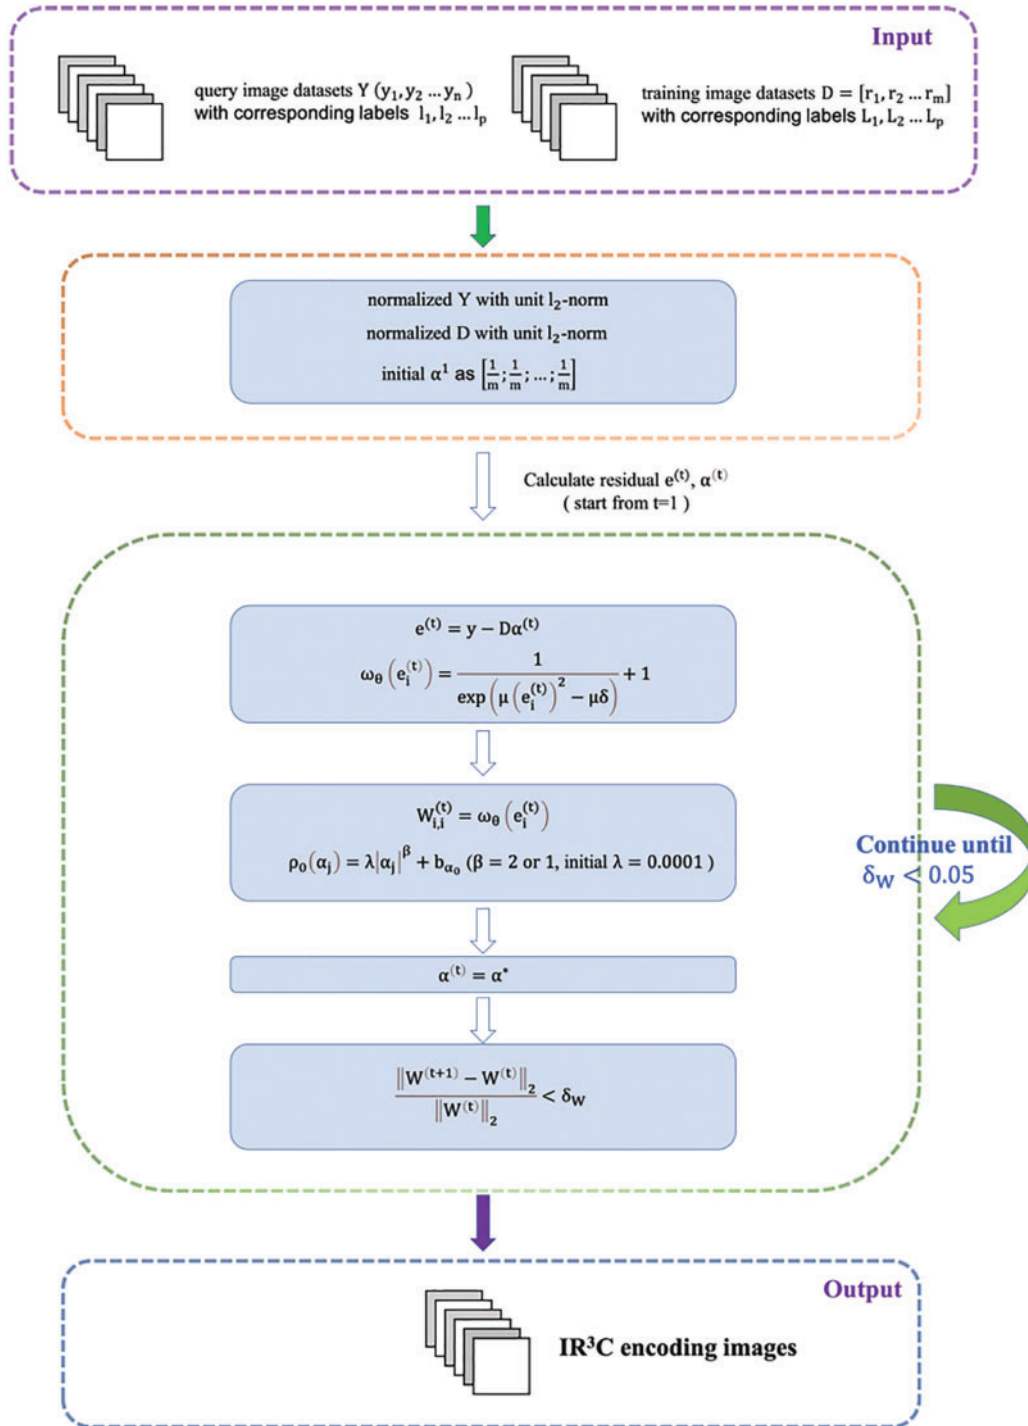 Input
query image datasets Y (y₁, y₂ ... yₙ )
with corresponding labels l₁, l₂ ... lₚ
training image datasets D = [r₁, r₂ ... rₘ]
with corresponding labels L₁, L₂ ... Lₚ
normalized Y with unit l₂-norm
normalized D with unit l₂-norm
initial α¹ as [1/m; 1/m; ...; 1/m]
Calculate residual e^(t), α^(t)
( start from t=1 )
e^(t) = y − Dα^(t)
ω_θ (e_i^(t)) = 1 / exp(μ(e_i^(t))² − μδ) + 1
W_{i,i}^(t) = ω_θ (e_i^(t))
ρ₀(α_j) = λ|α_j|^β + b_{α₀} (β = 2 or 1, initial λ = 0.0001 )
Continue until
δ_W < 0.05
α^(t) = α*
‖W^(t+1) − W^(t)‖₂ / ‖W^(t)‖₂ < δ_W
Output
IR³C encoding images